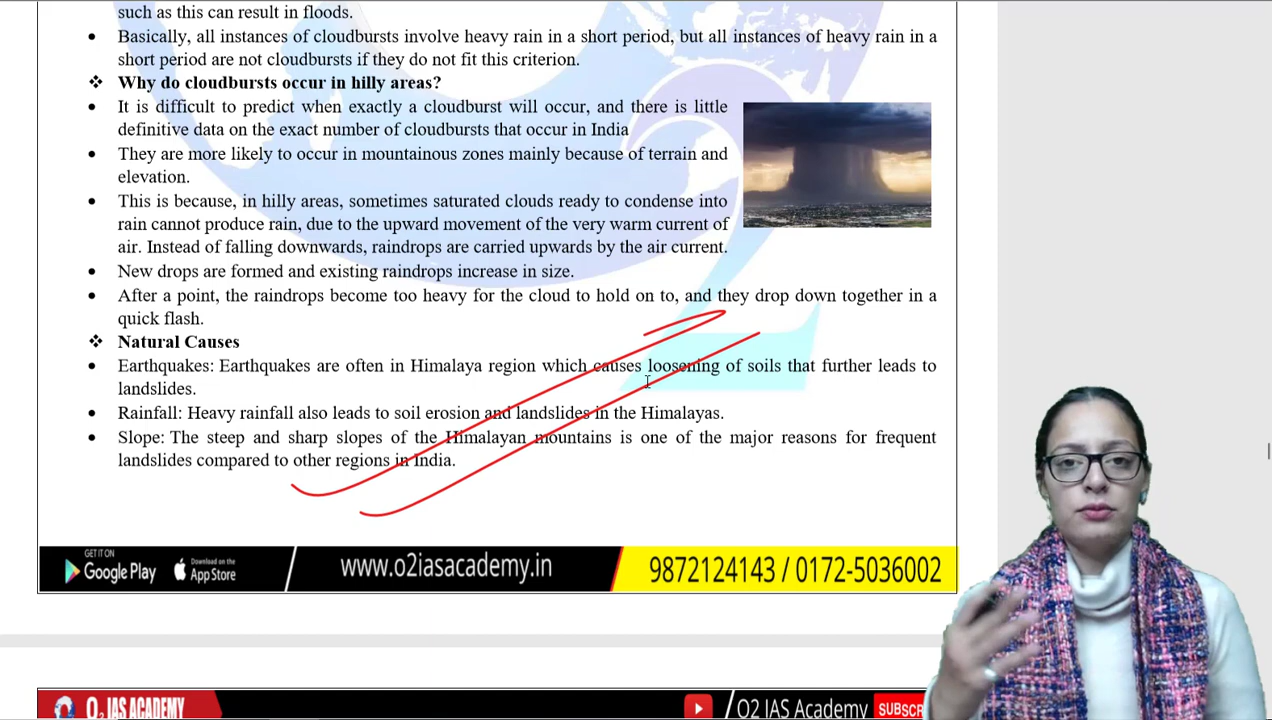 such as this can result in floods.
• Basically, all instances of cloudbursts involve heavy rain in a short period, but all instances of heavy rain in a
short period are not cloudbursts if they do not fit this criterion.
❖ Why do cloudbursts occur in hilly areas?
• It is difficult to predict when exactly a cloudburst will occur, and there is little
definitive data on the exact number of cloudbursts that occur in India
• They are more likely to occur in mountainous zones mainly because of terrain and
elevation.
• This is because, in hilly areas, sometimes saturated clouds ready to condense into
rain cannot produce rain, due to the upward movement of the very warm current of
air. Instead of falling downwards, raindrops are carried upwards by the air current.
• New drops are formed and existing raindrops increase in size.
• After a point, the raindrops become too heavy for the cloud to hold on to, and they drop down together in a
quick flash.
❖ Natural Causes
• Earthquakes: Earthquakes are often in Himalaya region which causes loosening of soils that further leads to
landslides.
• Rainfall: Heavy rainfall also leads to soil erosion and landslides in the Himalayas.
• Slope: The steep and sharp slopes of the Himalayan mountains is one of the major reasons for frequent
landslides compared to other regions in India.
GET IT ON
Google Play
Download on the
App Store
www.o2iasacademy.in
9872124143 / 0172-5036002
O2 IAS ACADEMY
/O2 IAS Academy
SUBSCR